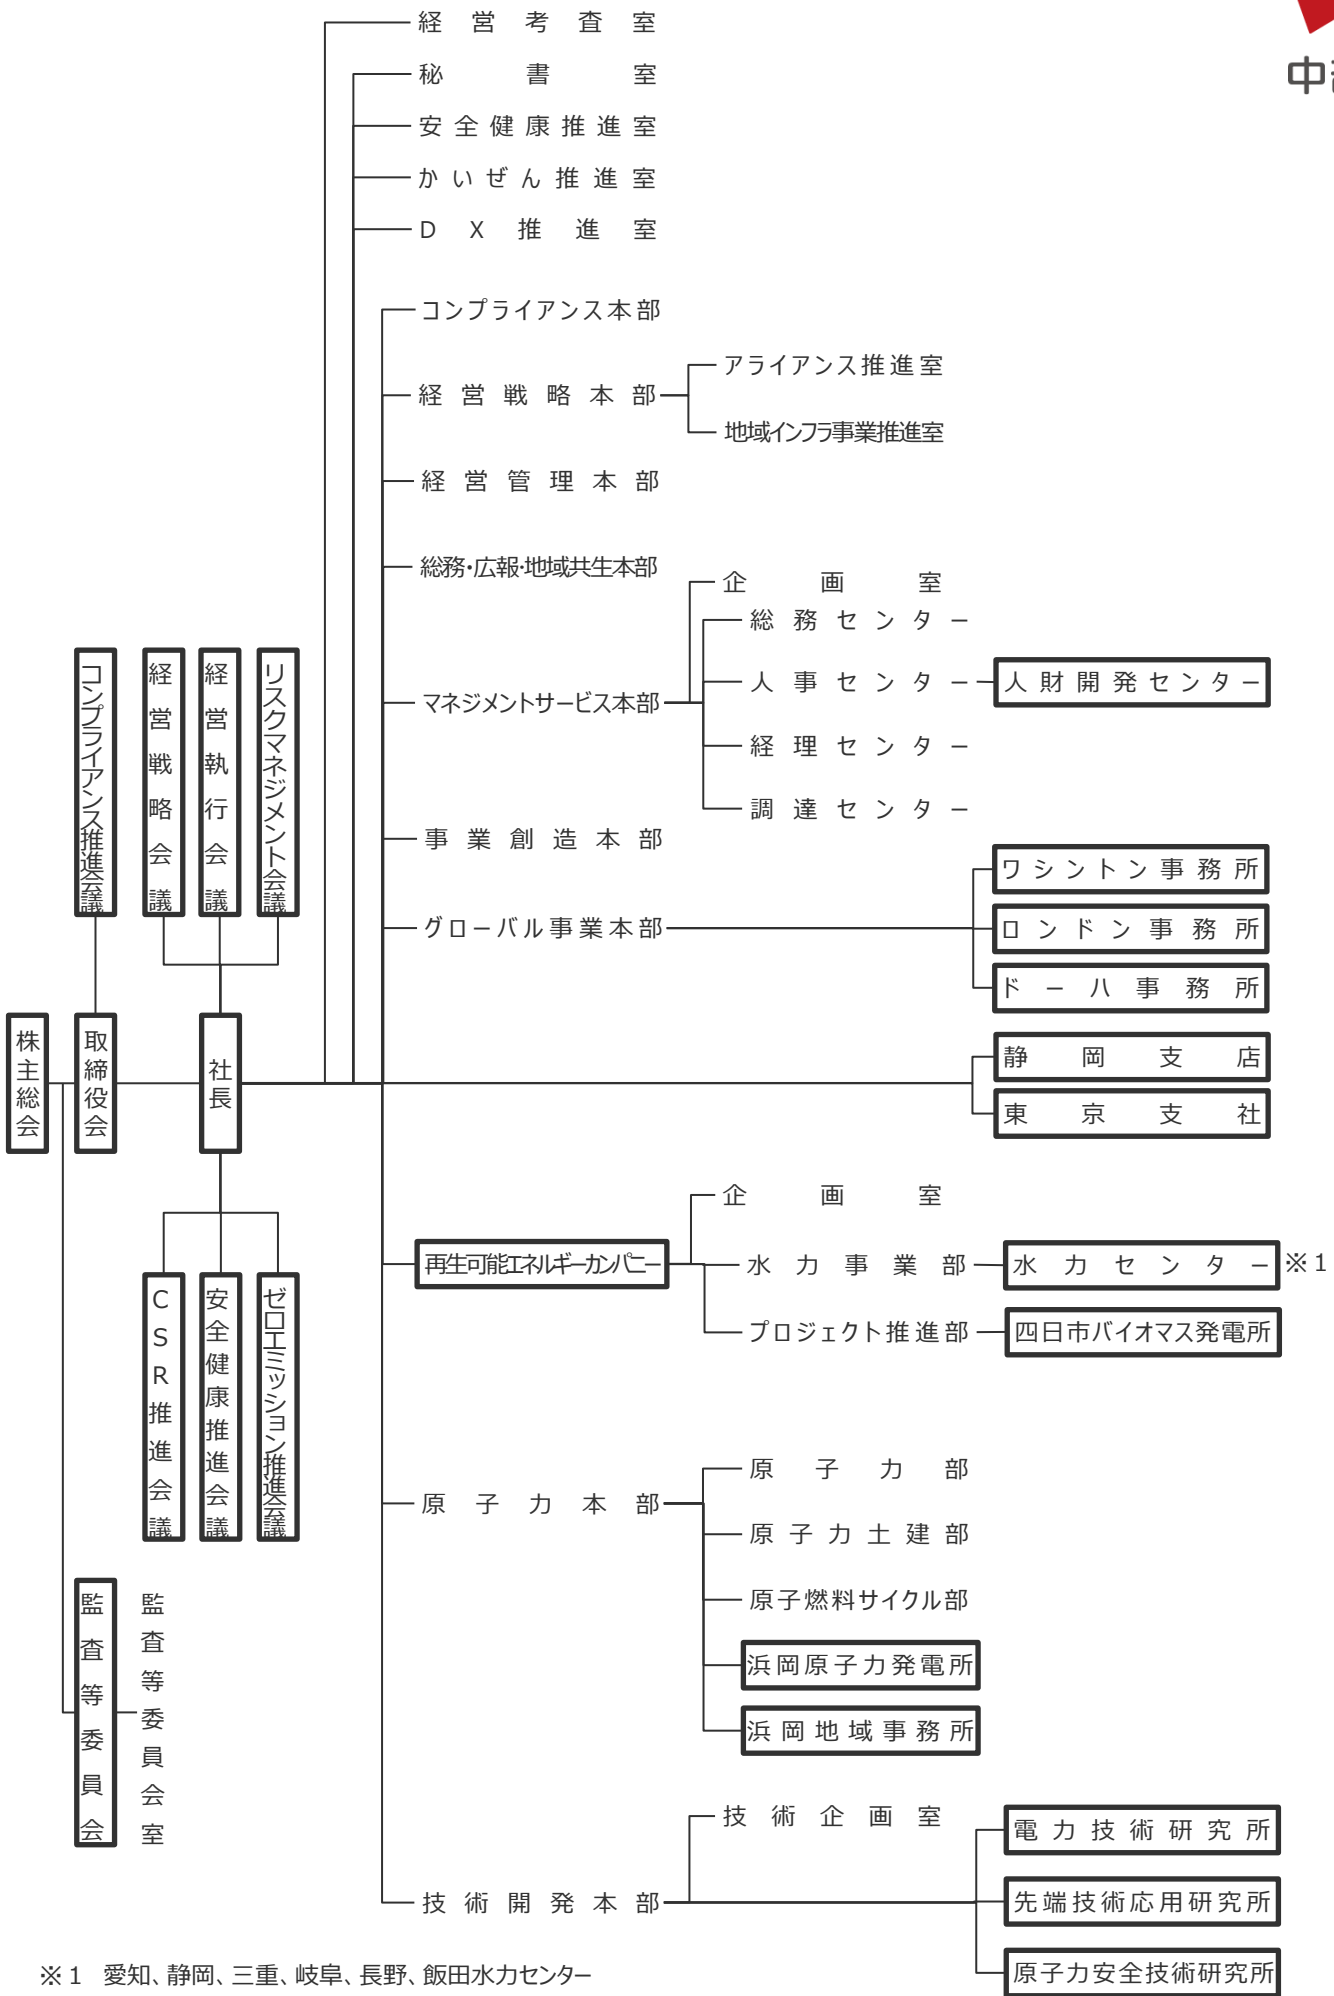 経営考査室
中
秘書室
安全健康推進室
かいぜん推進室
DX推進室
コンプライアンス本部
経営戦略本部
アライアンス推進室
地域インフラ事業推進室
経営管理本部
総務・広報・地域共生本部
マネジメントサービス本部
企画室
総務センター
人事センター
人財開発センター
経理センター
調達センター
事業創造本部
グローバル事業本部
ワシントン事務所
ロンドン事務所
ドーハ事務所
静岡支店
東京支社
コンプライアンス推進会議
経営戦略会議
経営執行会議
リスクマネジメント会議
株主総会
取締役会
社長
CSR推進会議
安全健康推進会議
ゼロエミッション推進会議
監査等委員会
監査等委員会室
再生可能エネルギーカンパニー
企画室
水力事業部
水力センター
※1
プロジェクト推進部
四日市バイオマス発電所
原子力本部
原子力部
原子力土建部
原子燃料サイクル部
浜岡原子力発電所
浜岡地域事務所
技術開発本部
技術企画室
電力技術研究所
先端技術応用研究所
原子力安全技術研究所
※1 愛知、静岡、三重、岐阜、長野、飯田水力センター